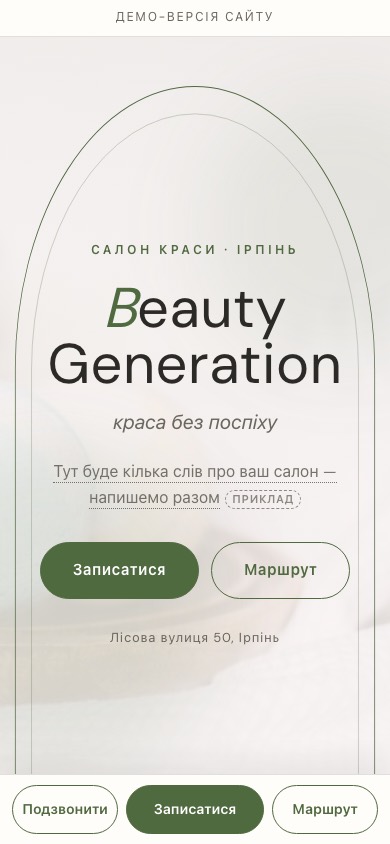 ДЕМО-ВЕРСІЯ САЙТУ
САЛОН КРАСИ · ІРПІНЬ
Beauty
Generation
краса без поспіху
Тут буде кілька слів про ваш салон —
напишемо разом ПРИКЛАД
Записатися Маршрут
Лісова вулиця 50, Ірпінь
Подзвонити Записатися Маршрут